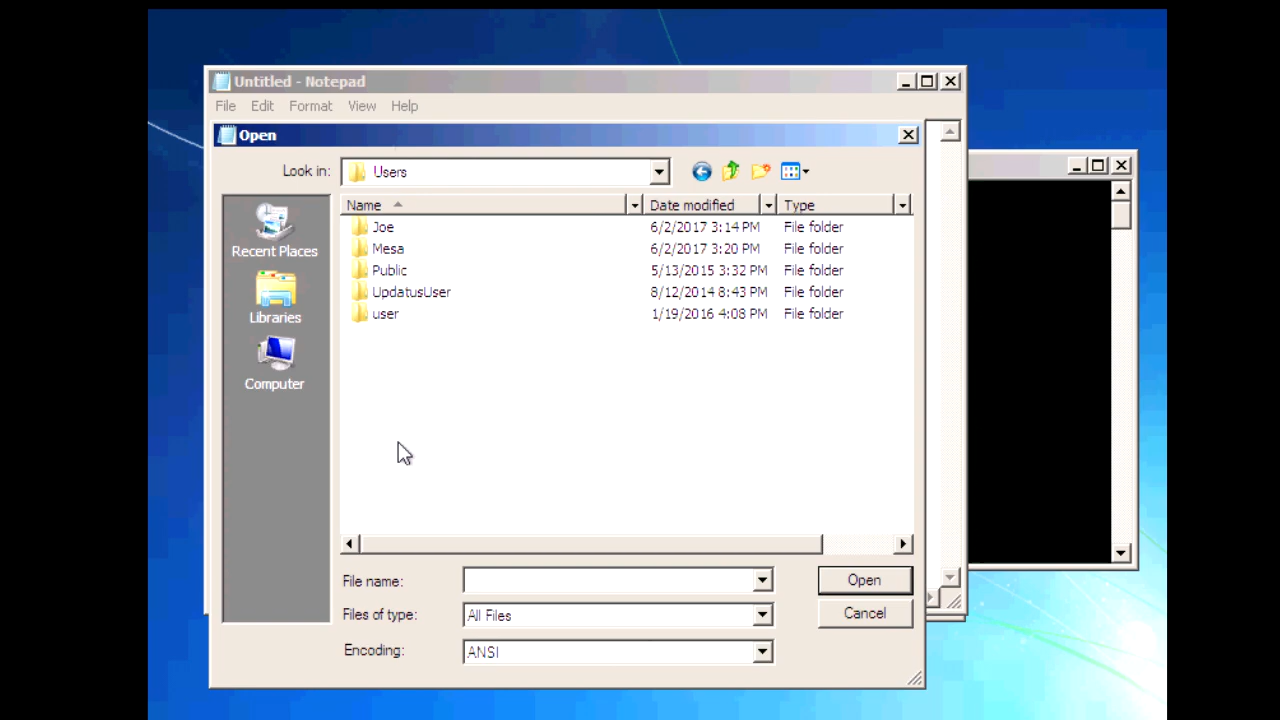 Untitled - Notepad
File Edit Format View Help
Open
Look in: Users
Name Date modified Type
Joe 6/2/2017 3:14 PM File folder
Mesa 6/2/2017 3:20 PM File folder
Public 5/13/2015 3:32 PM File folder
UpdatusUser 8/12/2014 8:43 PM File folder
user 1/19/2016 4:08 PM File folder
Recent Places
Libraries
Computer
File name: Open
Files of type: All Files Cancel
Encoding: ANSI